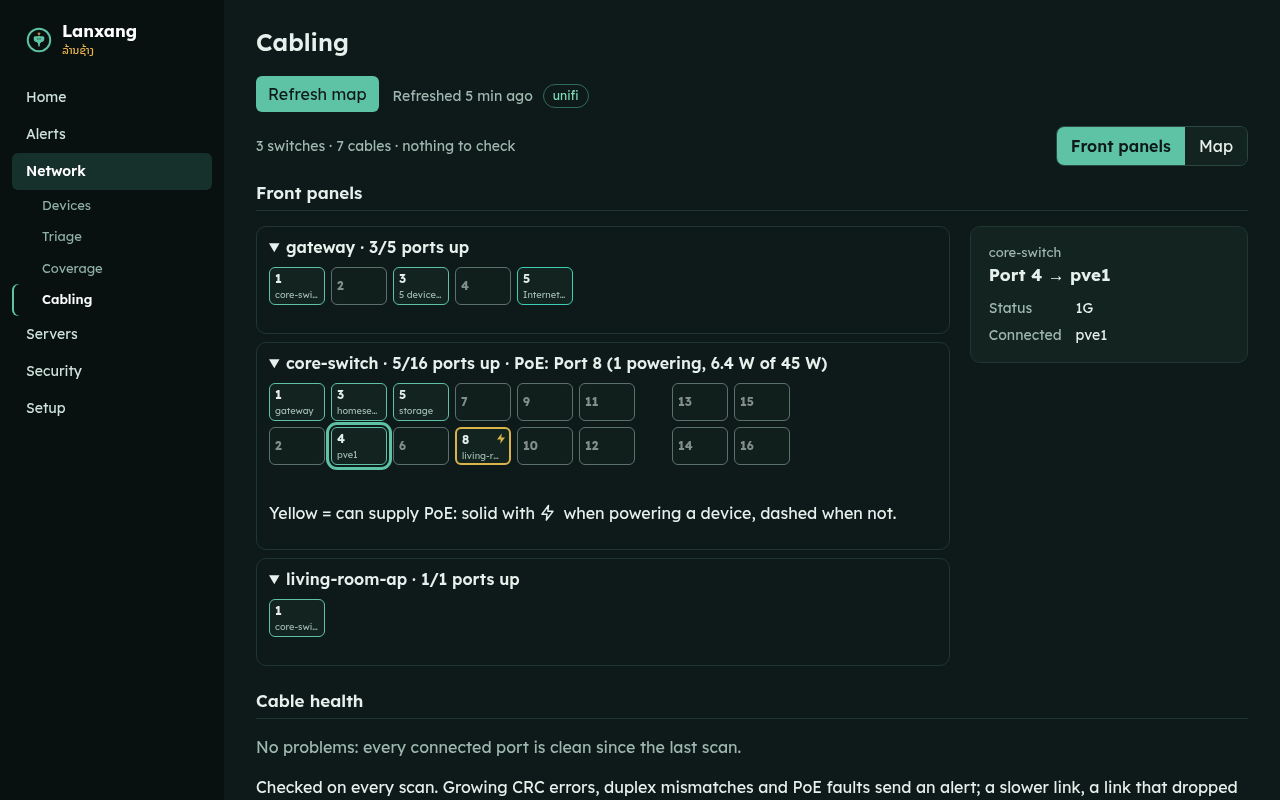 Lanxang
ລ້ານຊ້າງ
Home
Alerts
Network
Devices
Triage
Coverage
Cabling
Servers
Security
Setup
Cabling
Refresh map
Refreshed 5 min ago
unifi
3 switches · 7 cables · nothing to check
Front panels
Map
Front panels
▼ gateway · 3/5 ports up
1
core-swi...
2
3
5 device...
4
5
Internet...
▼ core-switch · 5/16 ports up · PoE: Port 8 (1 powering, 6.4 W of 45 W)
1
gateway
3
homese...
5
storage
7
9
11
13
15
2
4
pve1
6
8
living-r...
10
12
14
16
Yellow = can supply PoE: solid with ⚡ when powering a device, dashed when not.
▼ living-room-ap · 1/1 ports up
1
core-swi...
core-switch
Port 4 → pve1
Status 1G
Connected pve1
Cable health
No problems: every connected port is clean since the last scan.
Checked on every scan. Growing CRC errors, duplex mismatches and PoE faults send an alert; a slower link, a link that dropped